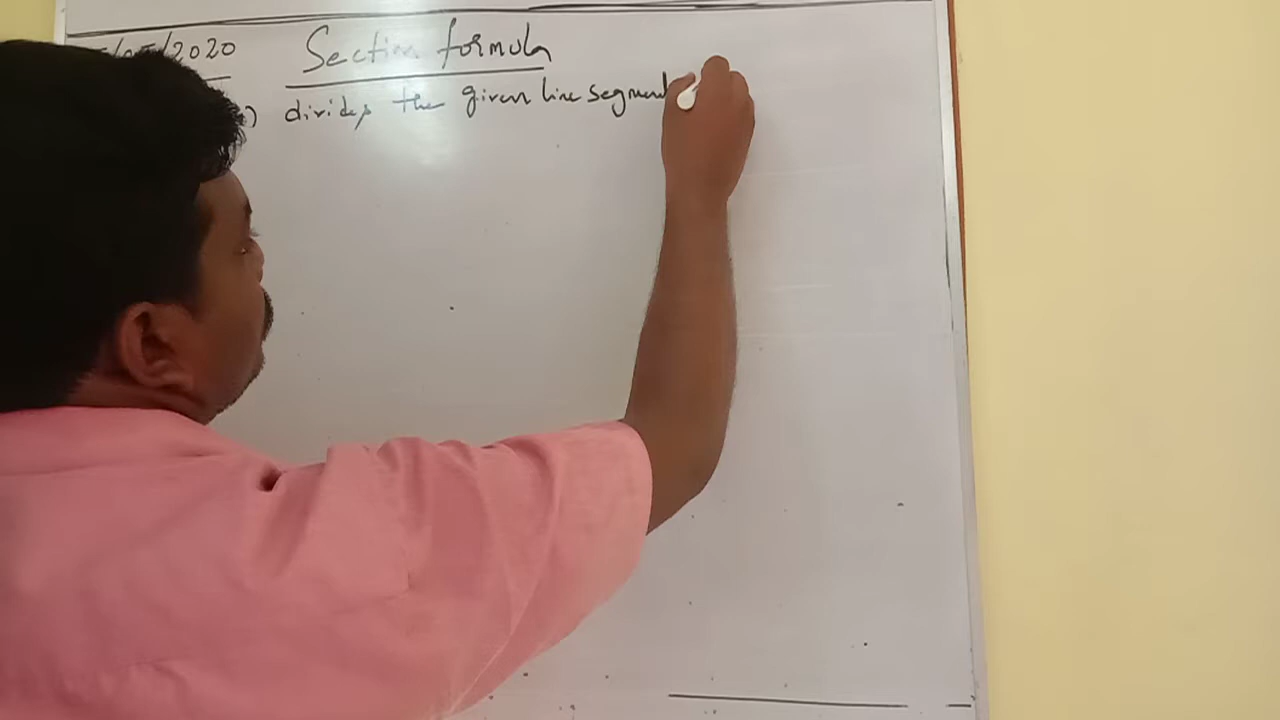 /2020 Section formula
) divides the given line segment